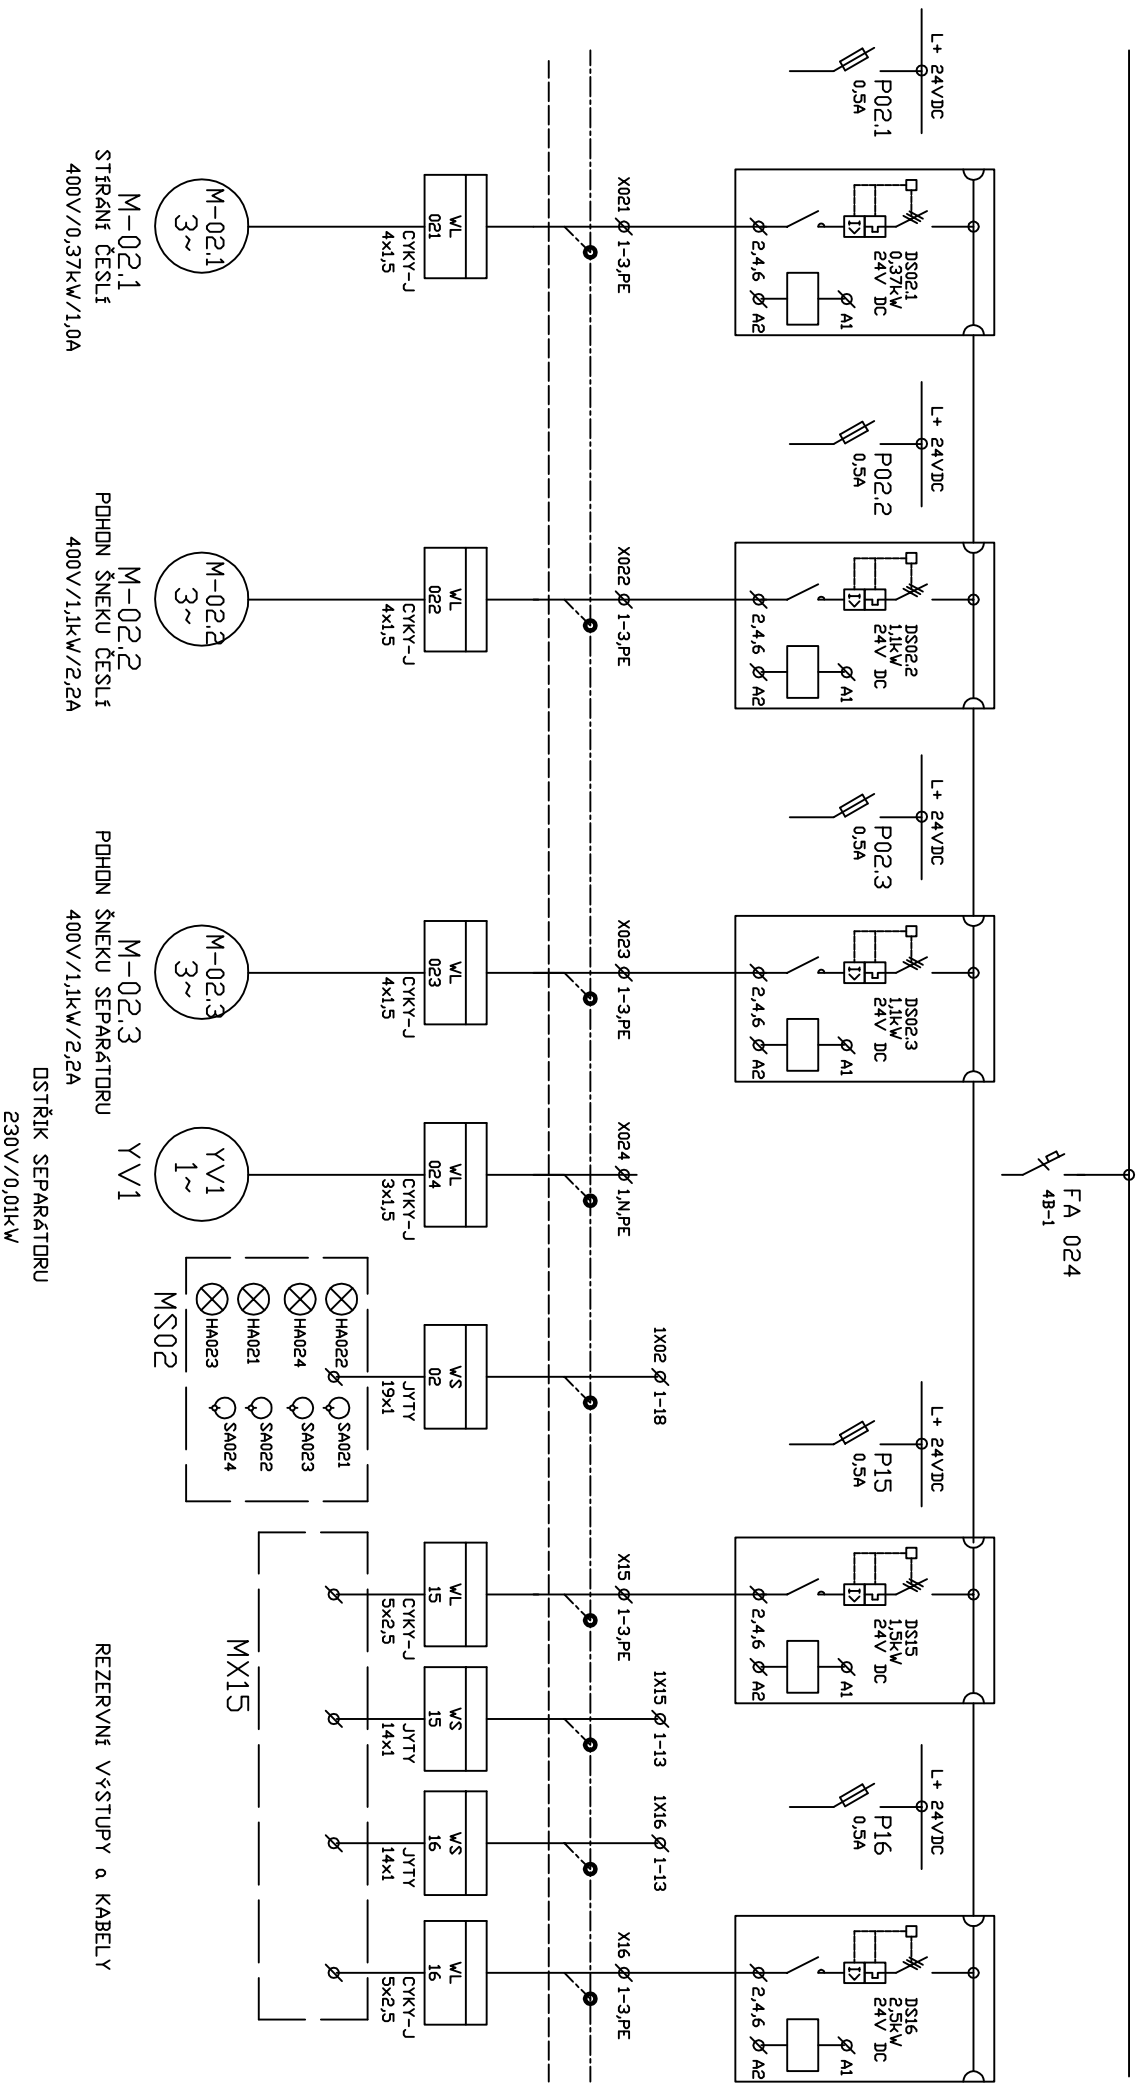 L+ 24VDC
P02.1
0,5A
DS02.1
0,37kW
24V DC
A1
2,4,6
A2
X021
1-3,PE
WL
021
CYKY-J
4x1,5
M-02.1
3~
M-02.1
STÍRÁNÍ ČESLÍ
400V/0,37kW/1,0A
L+ 24VDC
P02.2
0,5A
DS02.2
1,1kW
24V DC
A1
2,4,6
A2
X022
1-3,PE
WL
022
CYKY-J
4x1,5
M-02.2
3~
M-02.2
POHON ŠNEKU ČESLÍ
400V/1,1kW/2,2A
L+ 24VDC
P02.3
0,5A
DS02.3
1,1kW
24V DC
A1
2,4,6
A2
X023
1-3,PE
WL
023
CYKY-J
4x1,5
M-02.3
3~
M-02.3
POHON ŠNEKU SEPARÁTORU
400V/1,1kW/2,2A
FA 024
4B-1
X024
1,N,PE
WL
024
CYKY-J
3x1,5
YV1
1~
YV1
OSTŘIK SEPARÁTORU
230V/0,01kW
1X02
1-18
WS
02
JYTY
19x1
HA022
HA024
HA021
HA023
SA021
SA023
SA022
SA024
MS02
L+ 24VDC
P15
0,5A
DS15
1,5kW
24V DC
A1
2,4,6
A2
X15
1-3,PE
WL
15
CYKY-J
5x2,5
1X15
1-13
WS
15
JYTY
14x1
1X16
1-13
WS
16
JYTY
14x1
L+ 24VDC
P16
0,5A
DS16
2,5kW
24V DC
A1
2,4,6
A2
X16
1-3,PE
WL
16
CYKY-J
5x2,5
MX15
REZERVNÍ VÝSTUPY a KABELY